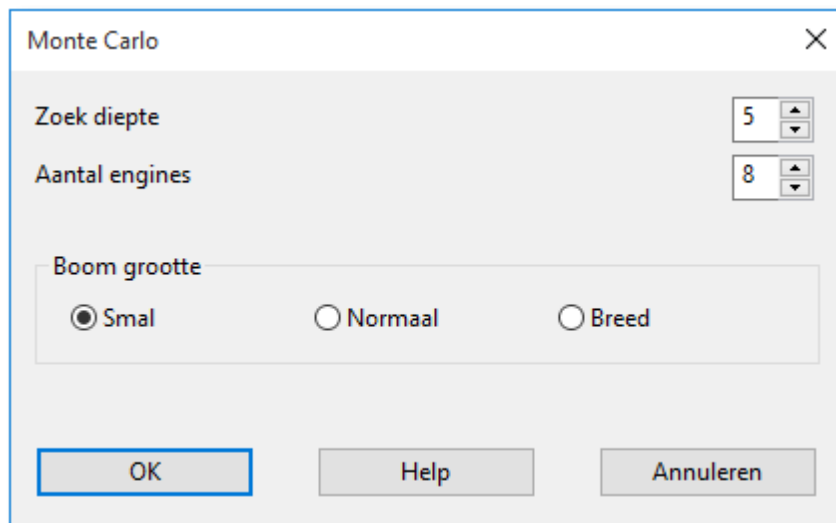 Monte Carlo
Zoek diepte 5
Aantal engines 8
Boom grootte
Smal Normaal Breed
OK Help Annuleren